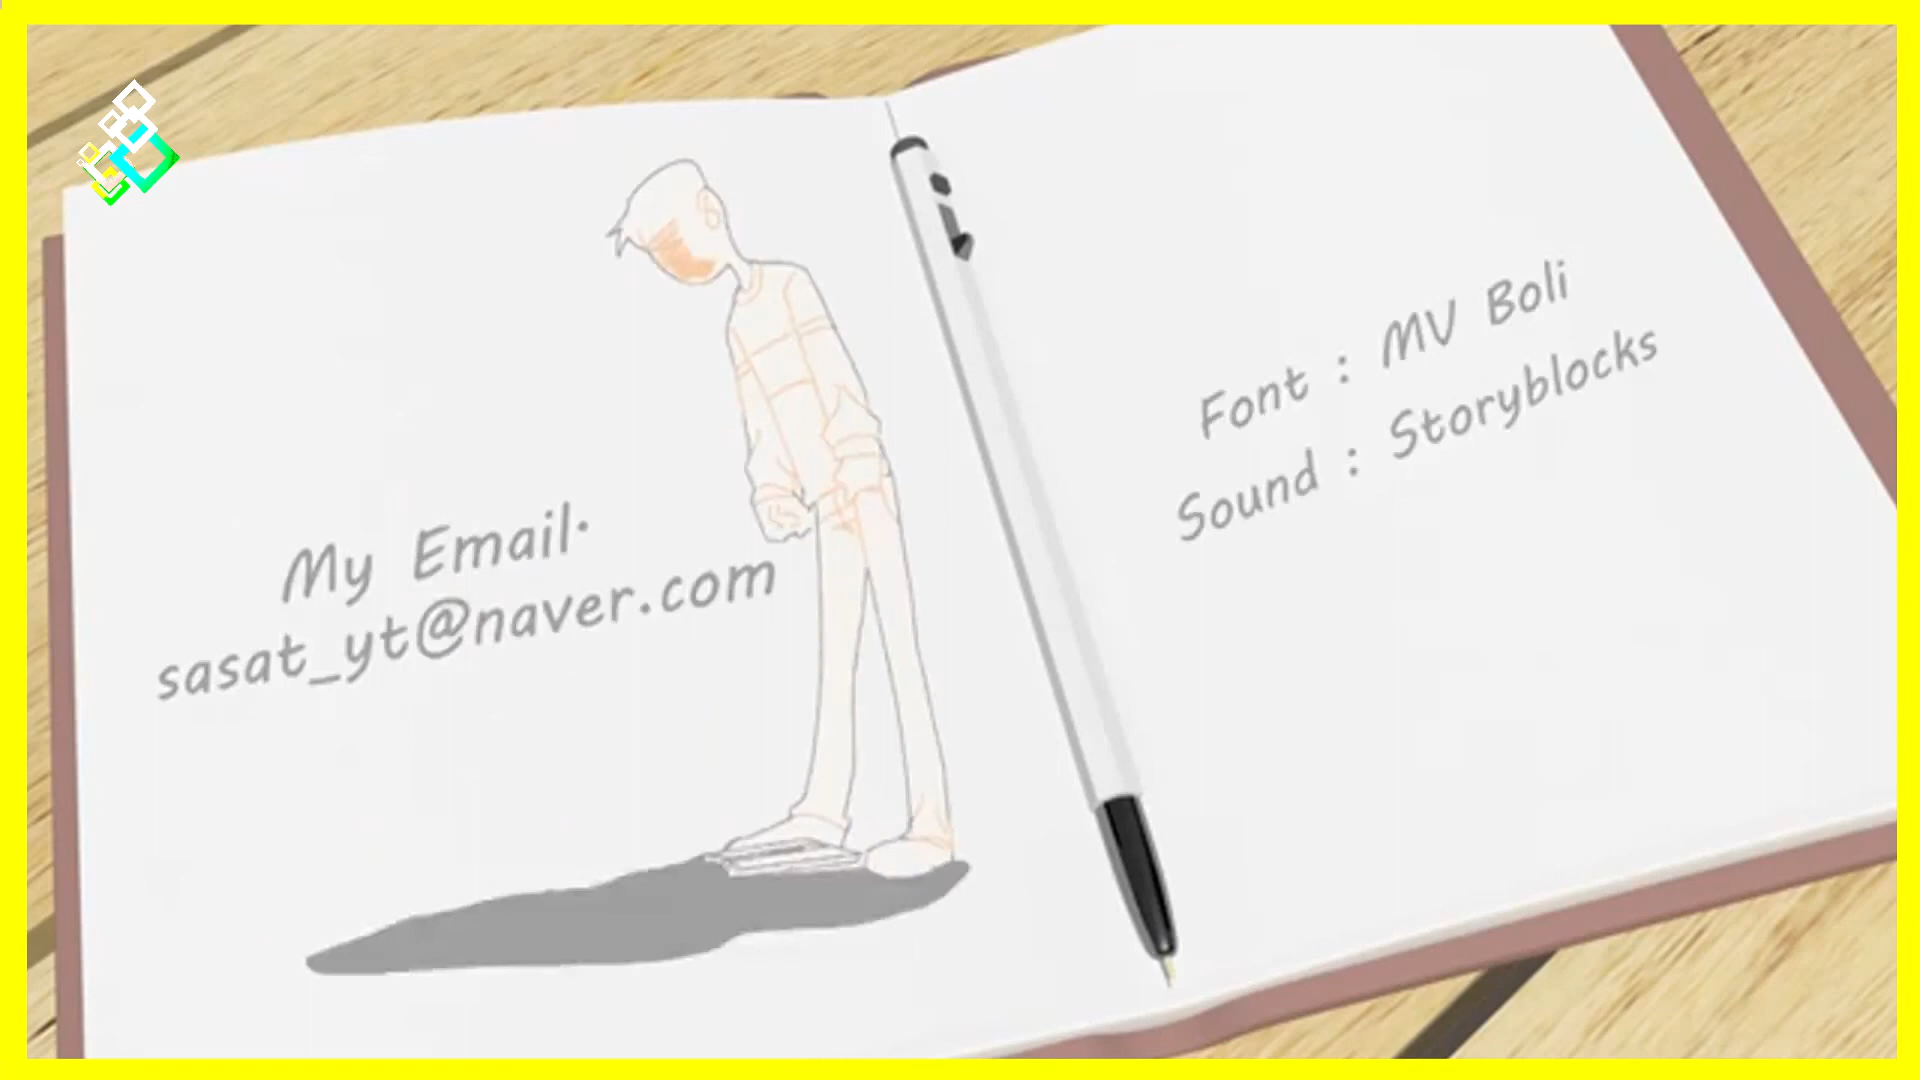 My Email.
sasat_yt@naver.com
Font : MV Boli
Sound : Storyblocks